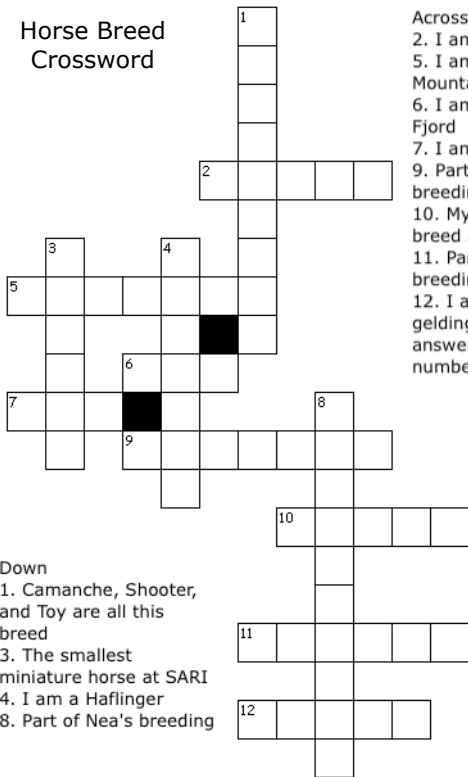 Horse Breed
Crossword
1
2
3
4
5
6
7
8
9
10
11
12
Across
2. I an
5. I an
Mounta
6. I an
Fjord
7. I an
9. Part
breedin
10. My
breed
11. Par
breedin
12. I a
gelding
answe
numbe
Down
1. Camanche, Shooter,
and Toy are all this
breed
3. The smallest
miniature horse at SARI
4. I am a Haflinger
8. Part of Nea's breeding